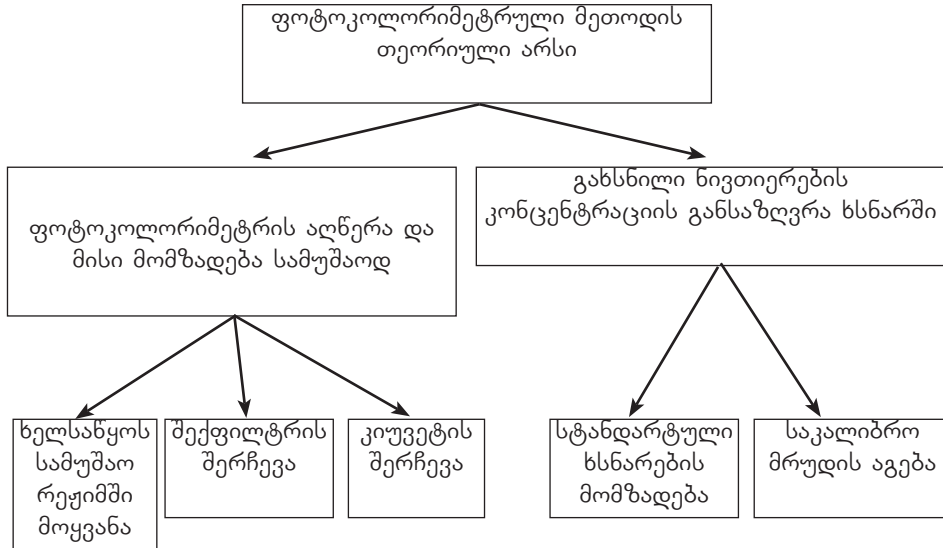 ფოტოკოლორიმეტრული მეთოდის
თეორიული არსი
ფოტოკოლორიმეტრის აღწერა და
მისი მომზადება სამუშაოდ
გახსნილი ნივთიერების
კონცენტრაციის განსაზღვრა ხსნარში
ხელსაწყოს
სამუშაო
რეჟიმში
მოყვანა
შექფილტრის
შერჩევა
კიუვეტის
შერჩევა
სტანდარტული
ხსნარების
მომზადება
საკალიბრო
მრუდის აგება